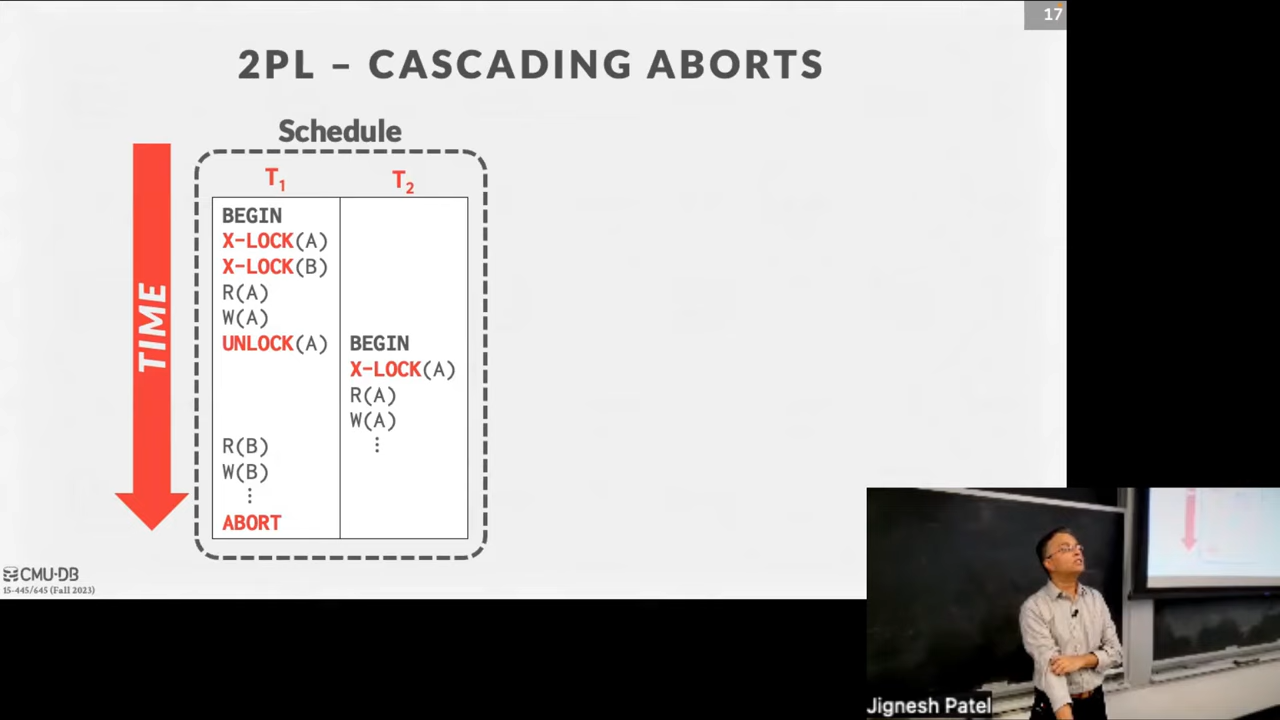 17
2PL – CASCADING ABORTS
Schedule
TIME
T1
T2
BEGIN
X-LOCK(A)
X-LOCK(B)
R(A)
W(A)
UNLOCK(A)
BEGIN
X-LOCK(A)
R(A)
W(A)
⋮
R(B)
W(B)
⋮
ABORT
CMU·DB
15-445/645 (Fall 2023)
Jignesh Patel